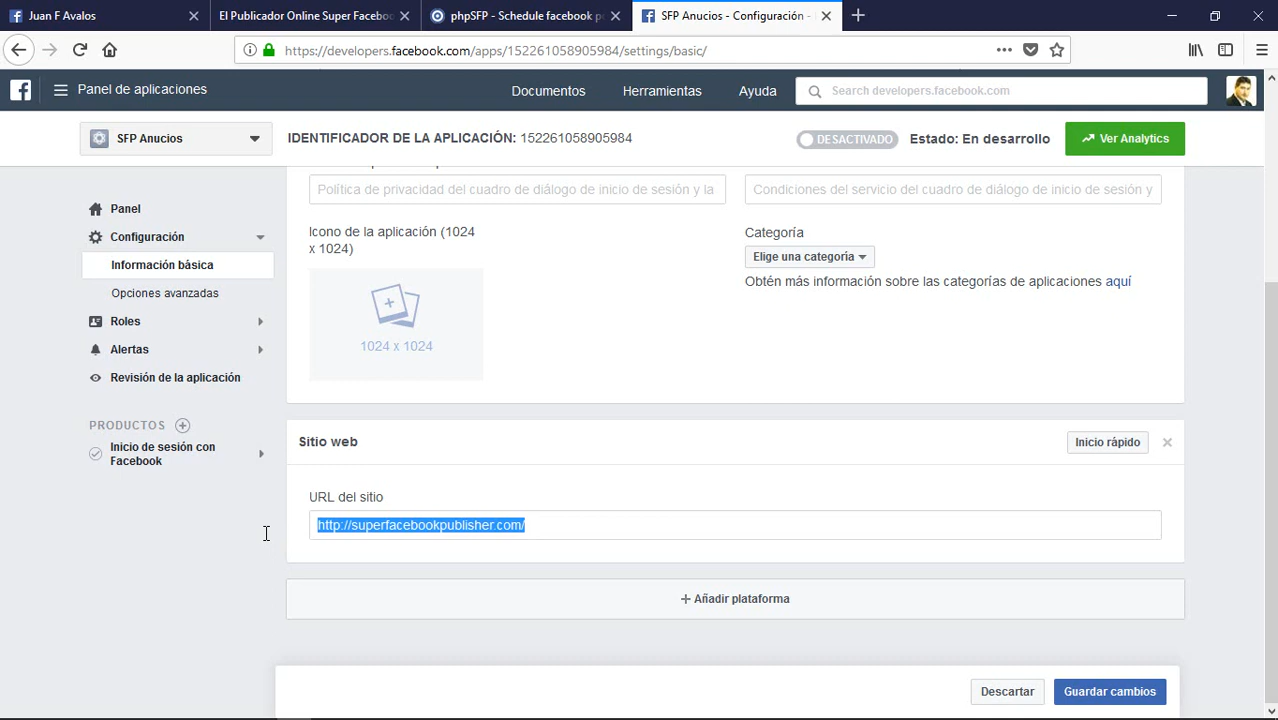 Juan F Avalos
El Publicador Online Super Facebo
phpSFP - Schedule facebook p
SFP Anucios - Configuración -
https://developers.facebook.com/apps/152261058905984/settings/basic/
Panel de aplicaciones
Documentos
Herramientas
Ayuda
Search developers.facebook.com
SFP Anucios
IDENTIFICADOR DE LA APLICACIÓN: 152261058905984
DESACTIVADO
Estado: En desarrollo
Ver Analytics
Política de privacidad del cuadro de diálogo de inicio de sesión y la
Condiciones del servicio del cuadro de diálogo de inicio de sesión y
Panel
Configuración
Información básica
Opciones avanzadas
Roles
Alertas
Revisión de la aplicación
PRODUCTOS
Inicio de sesión con
Facebook
Icono de la aplicación (1024
x 1024)
1024 x 1024
Categoría
Elige una categoría
Obtén más información sobre las categorías de aplicaciones aquí
Sitio web
Inicio rápido
URL del sitio
http://superfacebookpublisher.com/
+ Añadir plataforma
Descartar
Guardar cambios